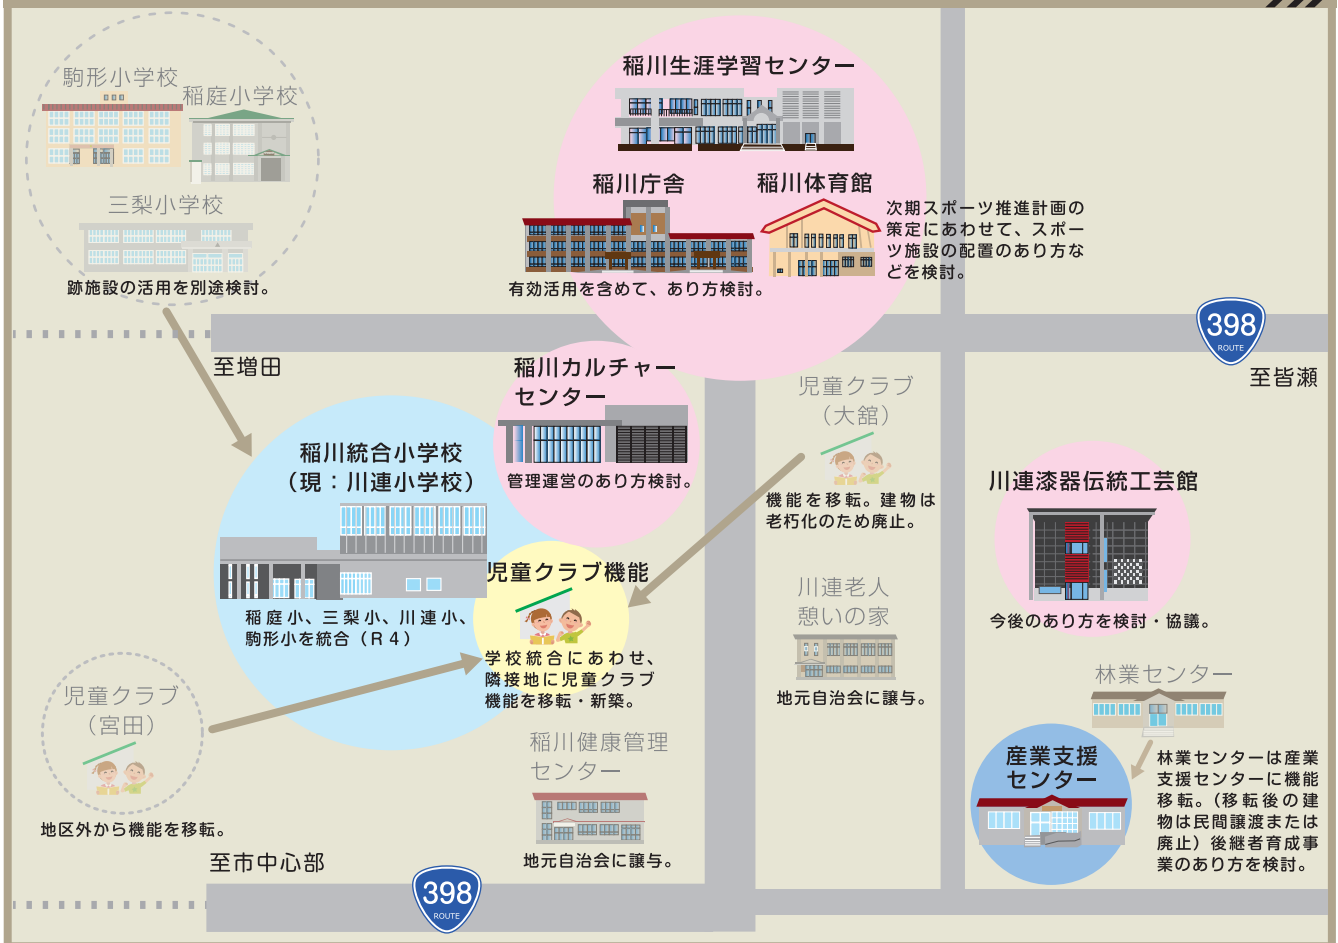 駒形小学校
稲庭小学校
三梨小学校
跡施設の活用を別途検討。
稲川生涯学習センター
稲川庁舎
有効活用を含めて、あり方検討。
稲川体育館
次期スポーツ推進計画の
策定にあわせて、スポー
ツ施設の配置のあり方な
どを検討。
398
ROUTE
至増田
至皆瀬
稲川カルチャー
センター
管理運営のあり方検討。
稲川統合小学校
（現：川連小学校）
稲庭小、三梨小、川連小、
駒形小を統合（R４）
児童クラブ機能
学校統合にあわせ、
隣接地に児童クラブ
機能を移転・新築。
児童クラブ
（大舘）
機能を移転。建物は
老朽化のため廃止。
川連漆器伝統工芸館
今後のあり方を検討・協議。
川連老人
憩いの家
地元自治会に譲与。
児童クラブ
（宮田）
地区外から機能を移転。
稲川健康管理
センター
地元自治会に譲与。
林業センター
産業支援
センター
林業センターは産業
支援センターに機能
移転。（移転後の建
物は民間譲渡または
廃止）後継者育成事
業のあり方を検討。
至市中心部
398
ROUTE